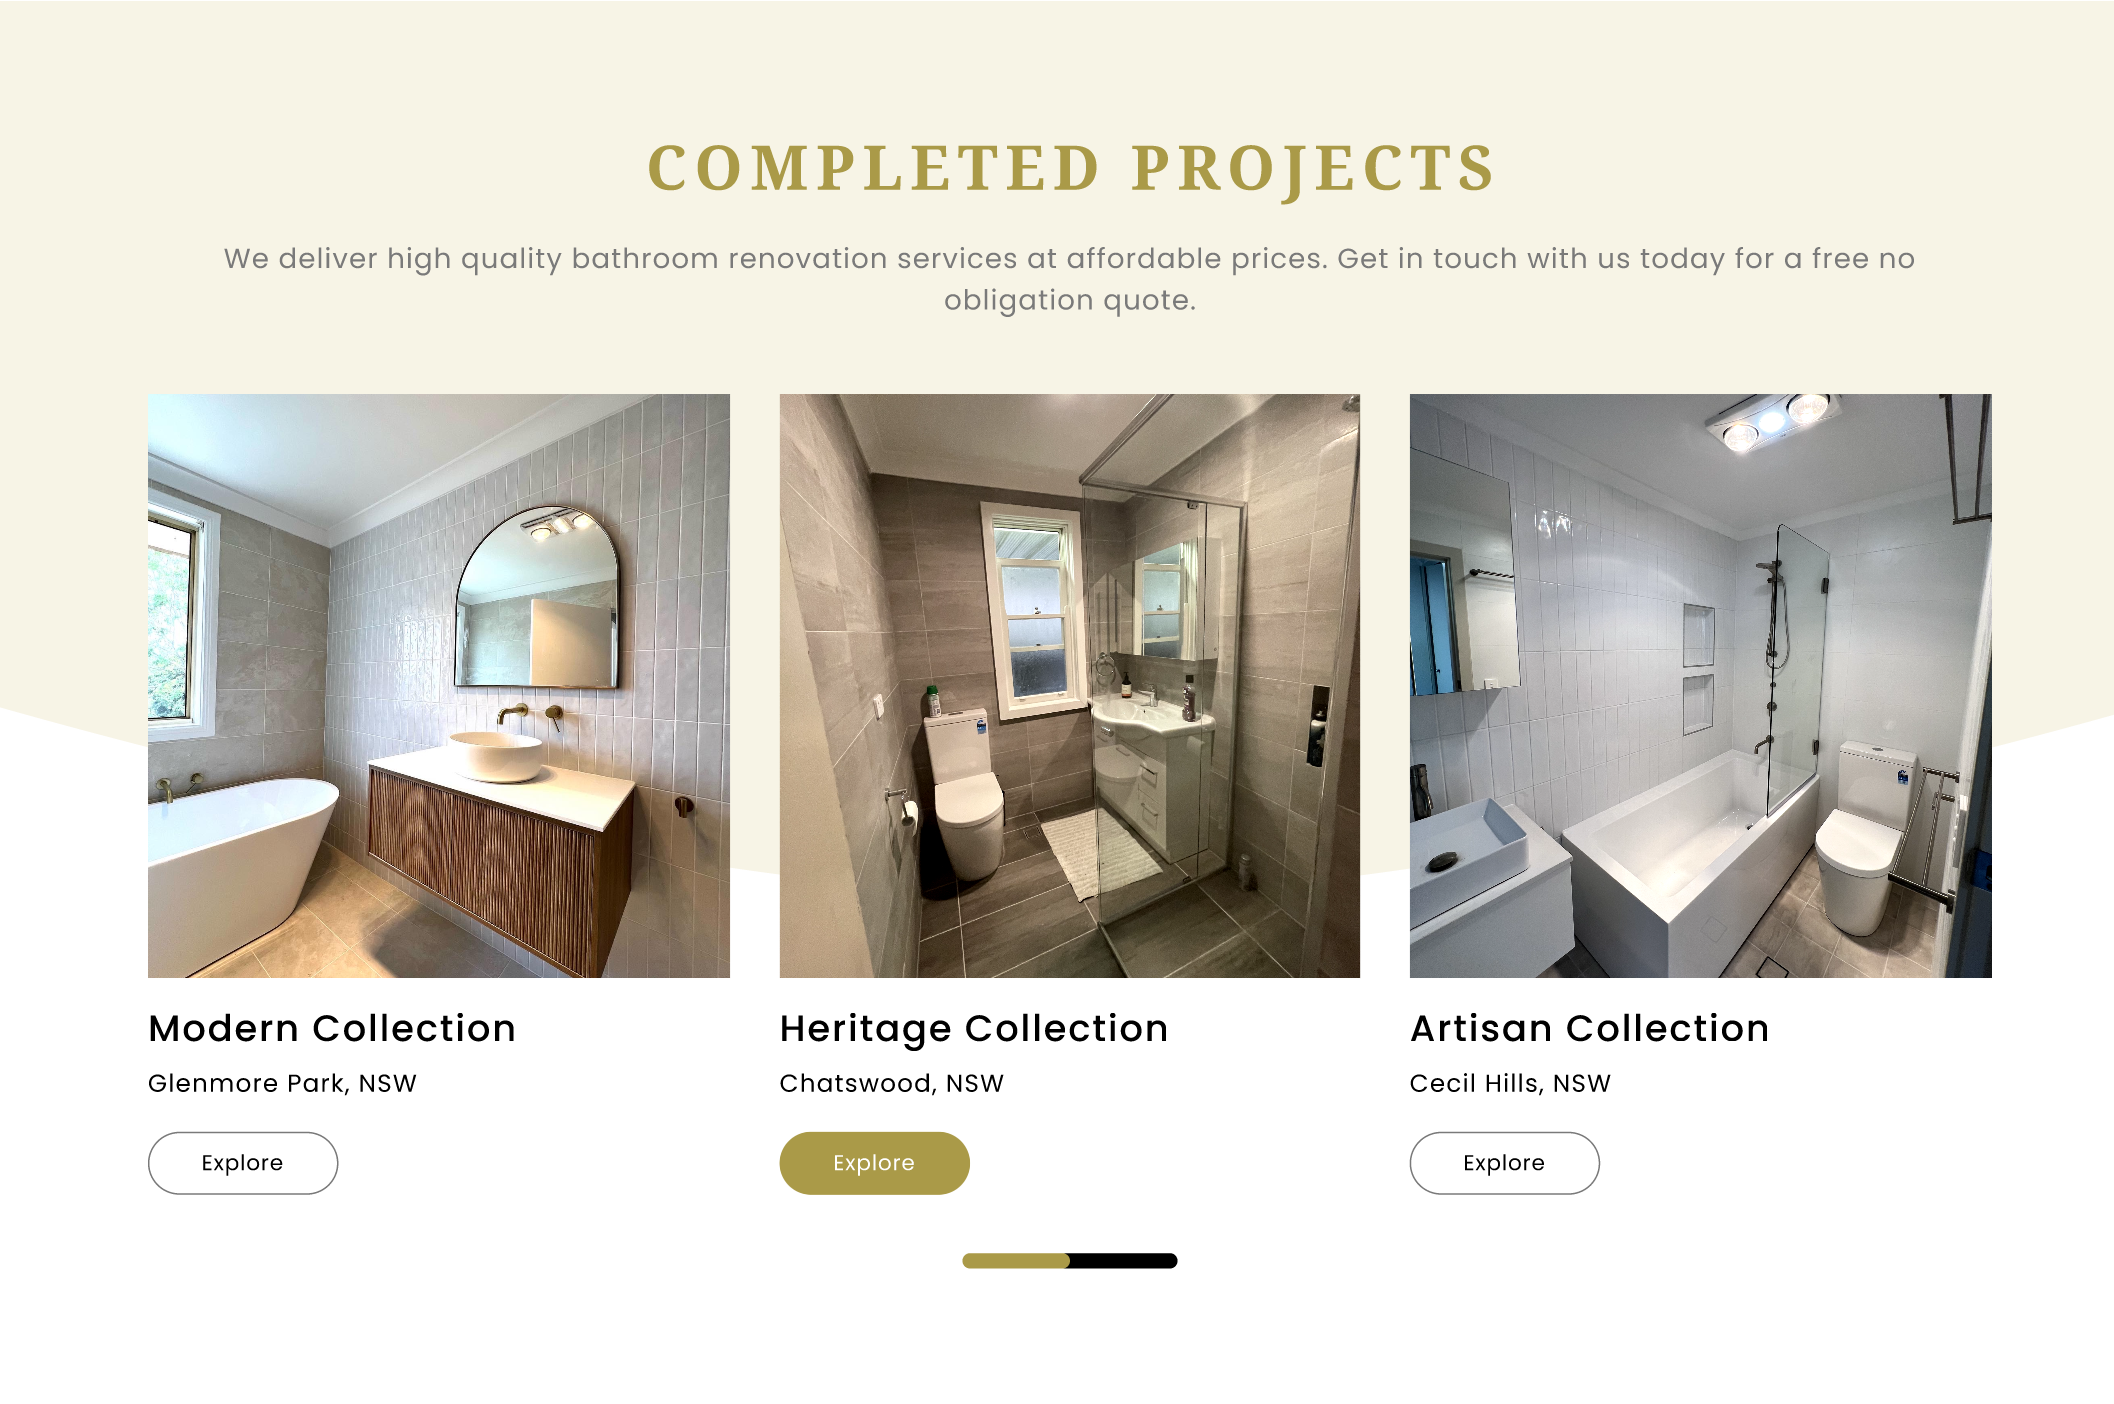 COMPLETED PROJECTS
We deliver high quality bathroom renovation services at affordable prices. Get in touch with us today for a free no
obligation quote.
Modern Collection
Glenmore Park, NSW
Explore
Heritage Collection
Chatswood, NSW
Explore
Artisan Collection
Cecil Hills, NSW
Explore